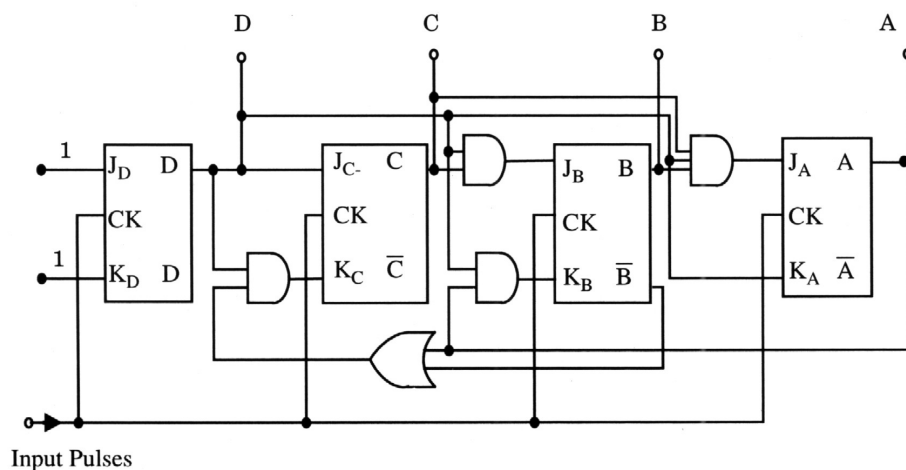 D C B A
1
J_D D
CK
1
K_D D
J_C- C
CK
K_C C̅
J_B B
CK
K_B B̅
J_A A
CK
K_A A̅
Input Pulses